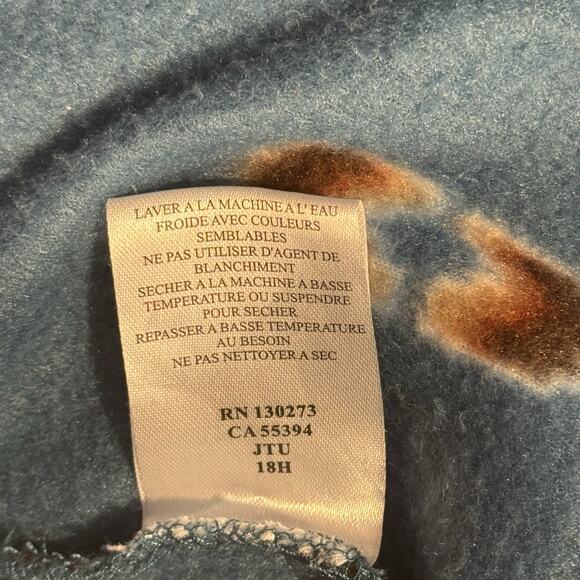 LAVER A LA MACHINE A L'EAU
FROIDE AVEC COULEURS
SEMBLABLES
NE PAS UTILISER D'AGENT DE
BLANCHIMENT
SECHER A LA MACHINE A BASSE
TEMPERATURE OU SUSPENDRE
POUR SECHER
REPASSER A BASSE TEMPERATURE
AU BESOIN
NE PAS NETTOYER A SEC
RN 130273
CA 55394
JTU
18H